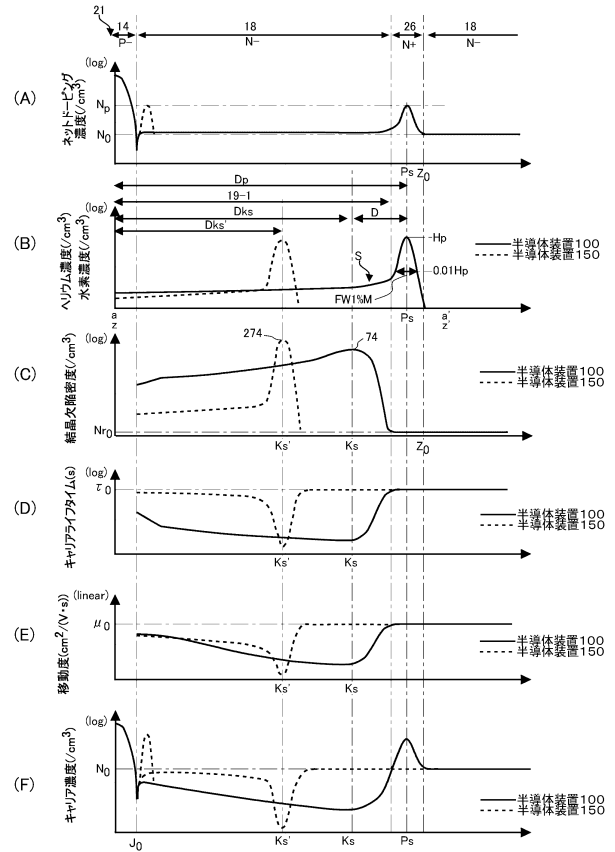 21
14 18 26 18
P- N- N+ N-
(A)
(log)
ネットドーピング
濃度(/cm3)
Np
N0
Ps Z0
Dp
19-1
Dks D
Dks'
(B)
(log)
ヘリウム濃度(/cm3)
水素濃度(/cm3)
S
Hp
0.01Hp
FW1%M
半導体装置100
半導体装置150
a a'
z z'
Ps
(C)
結晶欠陥密度(/cm3)
274 74
半導体装置100
半導体装置150
Nr0
Ks' Ks Z0
(D)
(log)
キャリアライフタイム(s)
τ0
半導体装置100
半導体装置150
Ks' Ks
(E)
(linear)
移動度(cm2/(V・s))
μ0
半導体装置100
半導体装置150
Ks' Ks
(F)
(log)
キャリア濃度(/cm3)
N0
半導体装置100
半導体装置150
J0 Ks' Ks Ps